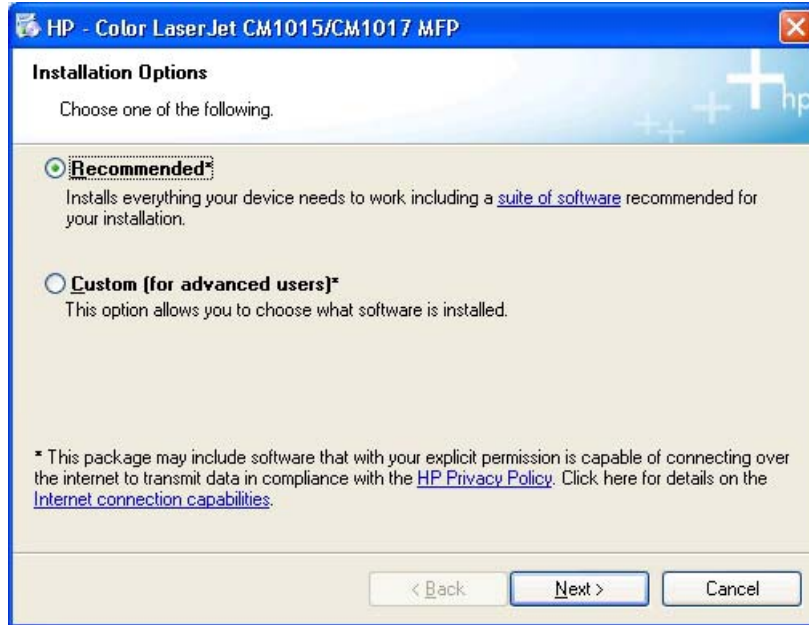 HP - Color LaserJet CM1015/CM1017 MFP
Installation Options
Choose one of the following.
hp
Recommended*
Installs everything your device needs to work including a suite of software recommended for
your installation.
Custom (for advanced users)*
This option allows you to choose what software is installed.
* This package may include software that with your explicit permission is capable of connecting over
the internet to transmit data in compliance with the HP Privacy Policy. Click here for details on the
Internet connection capabilities.
< Back
Next >
Cancel